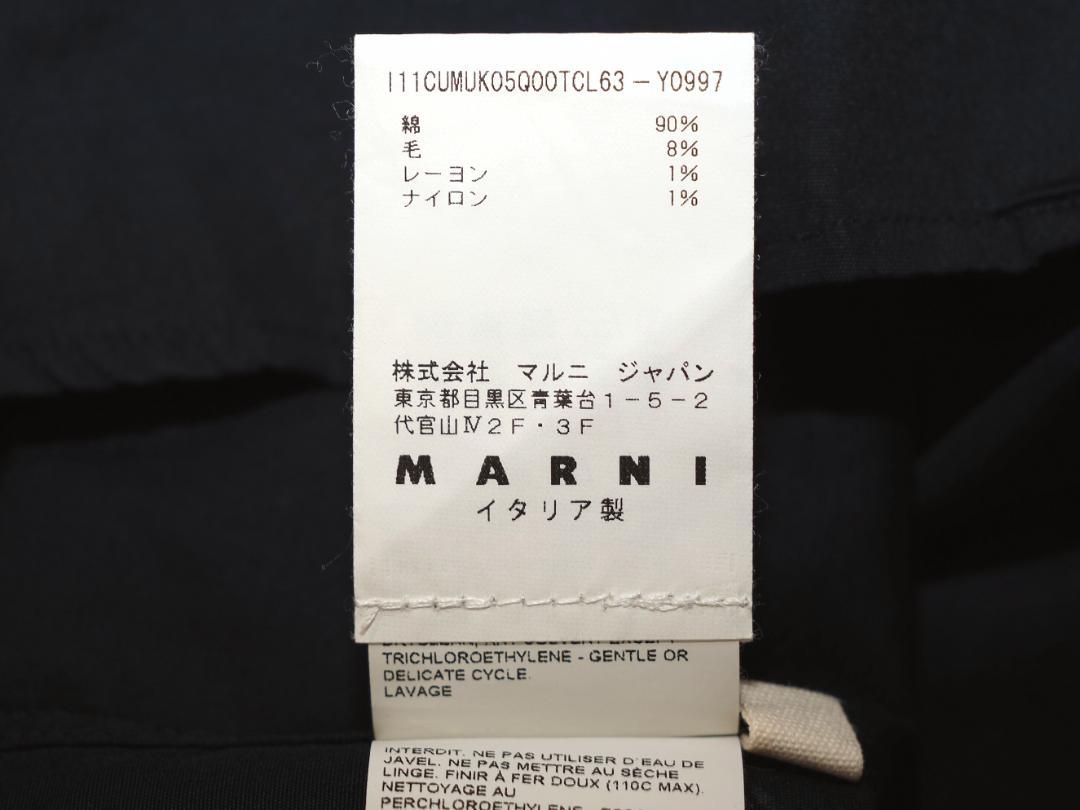 I11CUMUK05Q00TCL63－Y0997
綿 90%
毛 8%
レーヨン 1%
ナイロン 1%
株式会社 マルニ ジャパン
東京都目黒区青葉台１－５－２
代官山Ⅳ２Ｆ・３Ｆ
MARNI
イタリア製
TRICHLOROETHYLENE - GENTLE OR
DELICATE CYCLE.
LAVAGE
INTERDIT. NE PAS UTILISER D'EAU DE
JAVEL. NE PAS METTRE AU SÈCHE
LINGE. FINIR À FER DOUX (110C MAX).
NETTOYAGE AU
PERCHLOROETHYLENE